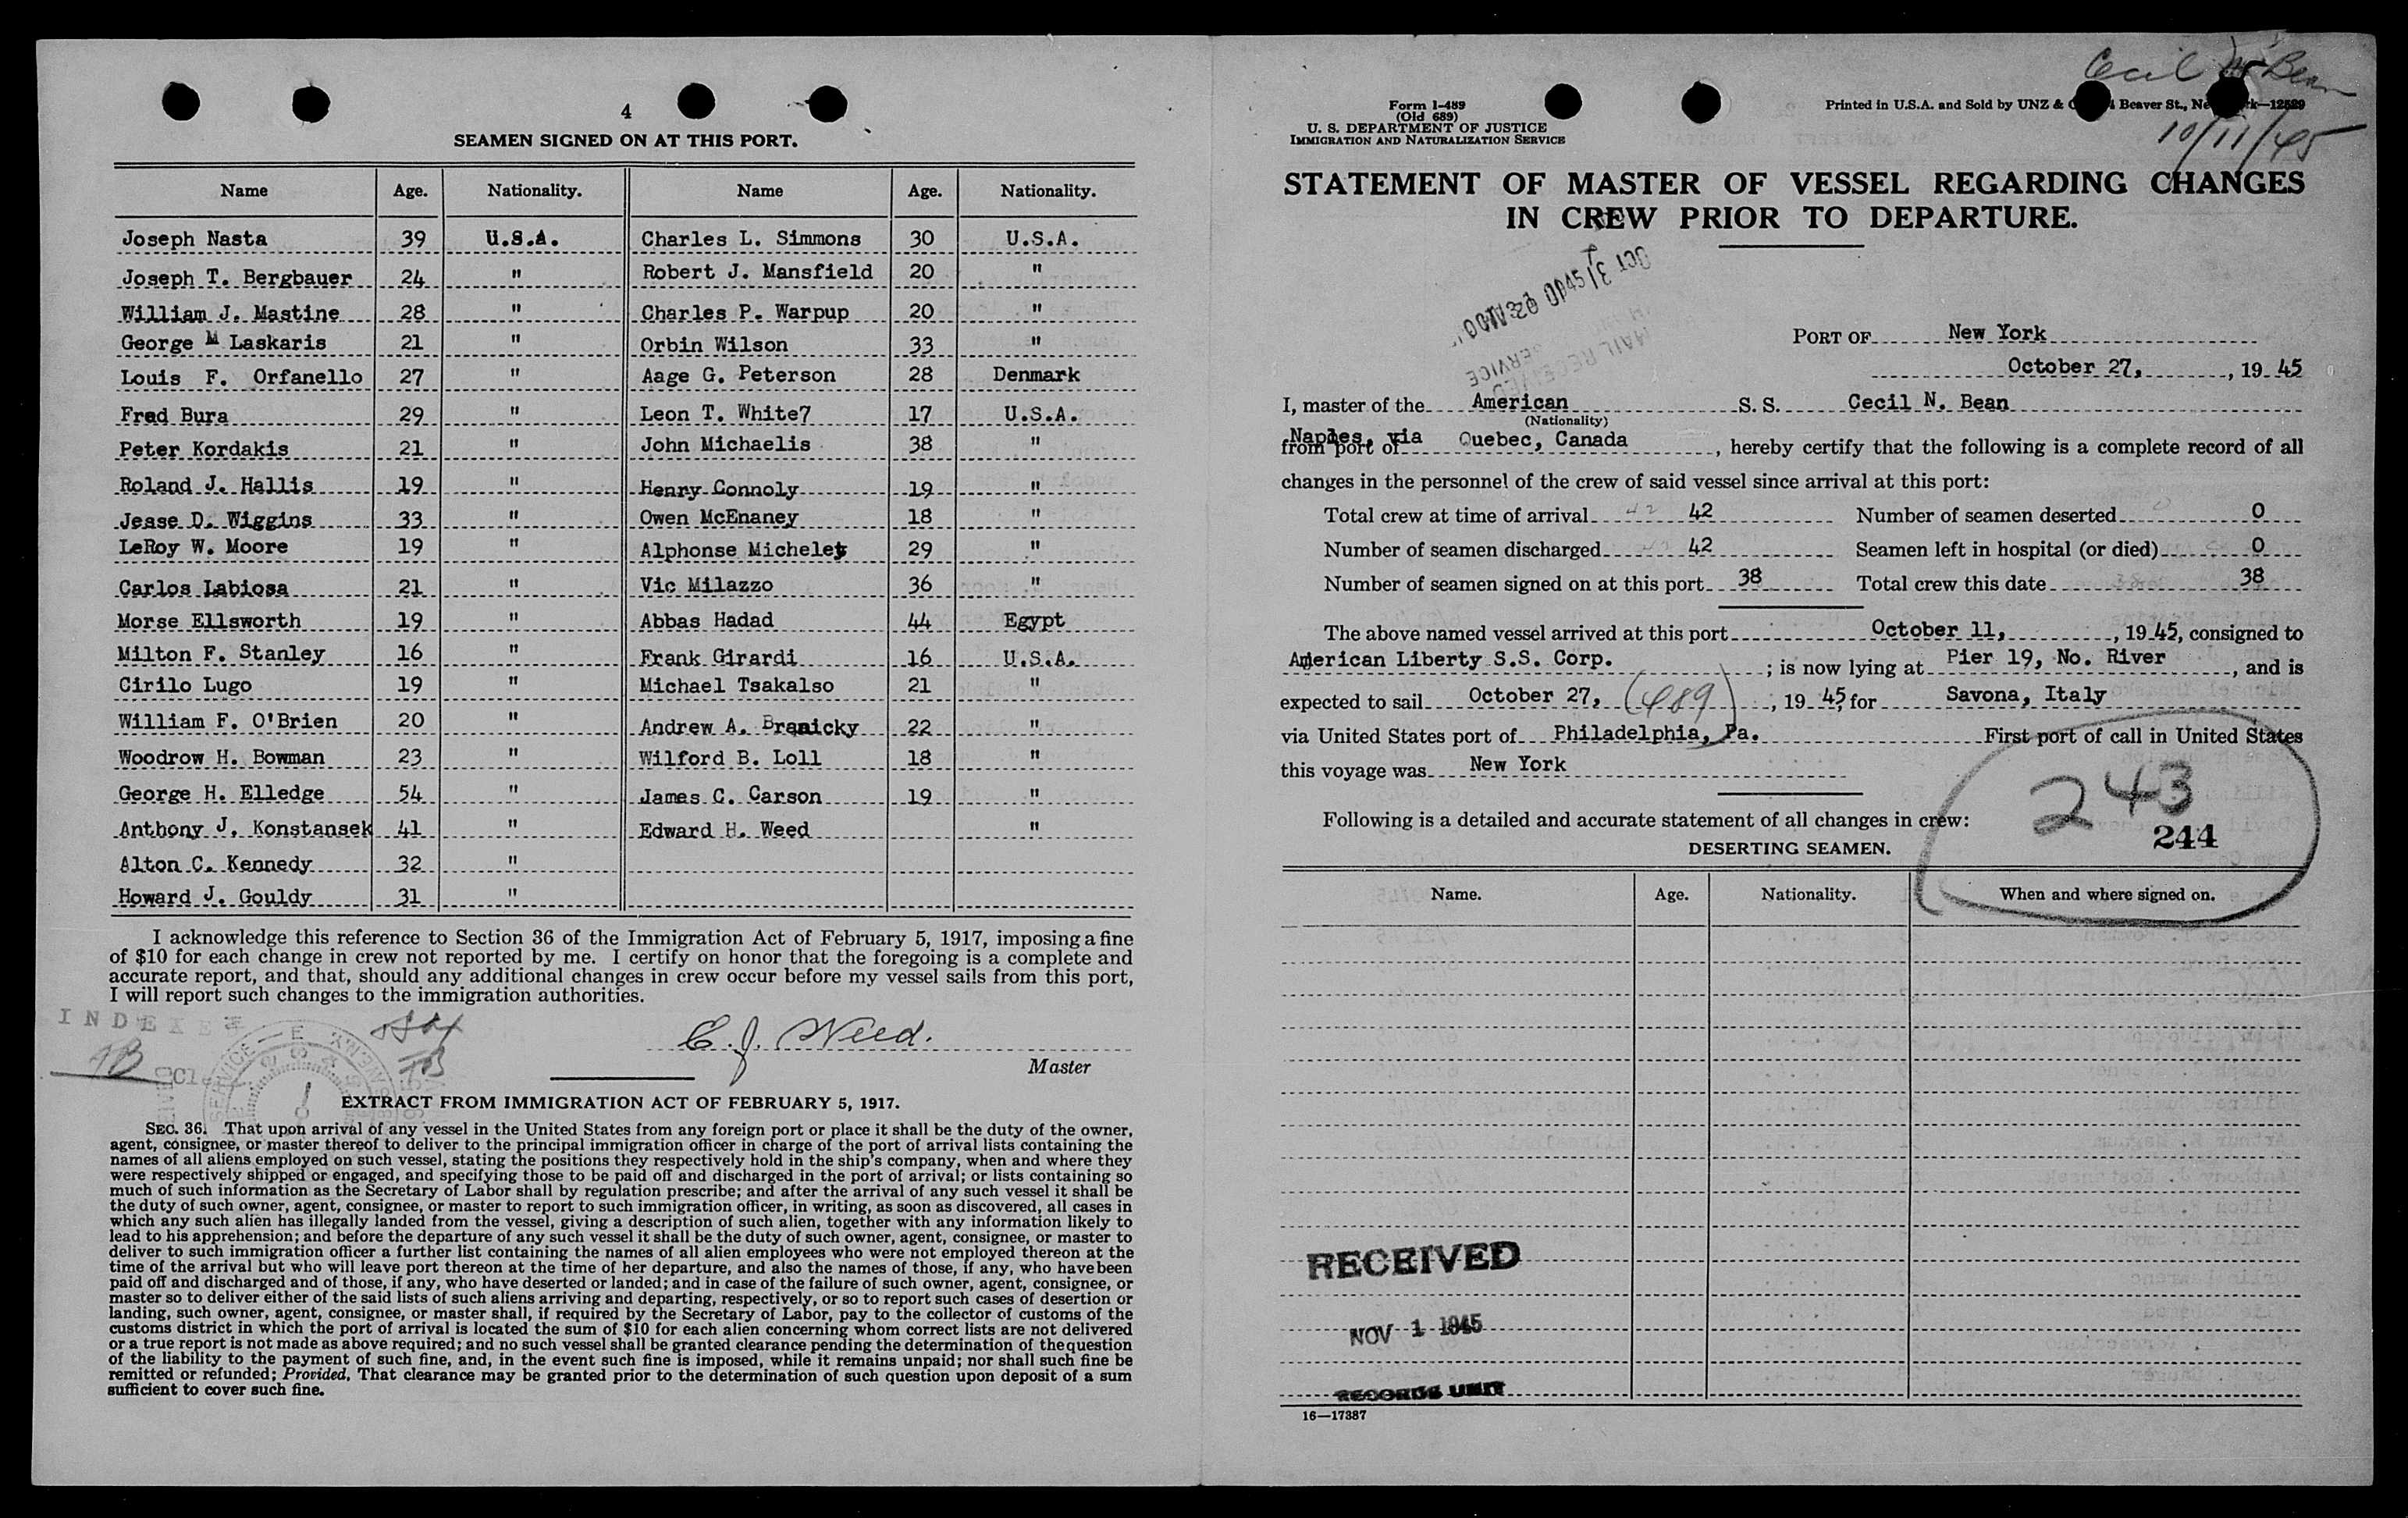 4
SEAMEN SIGNED ON AT THIS PORT.
Name Age. Nationality. Name Age. Nationality.
Joseph Nasta 39 U.S.A. Charles L. Simmons 30 U.S.A.
Joseph T. Bergbauer 24 " Robert J. Mansfield 20 "
William J. Mastine 28 " Charles P. Warpup 20 "
George M Laskaris 21 " Orbin Wilson 33 "
Louis F. Orfanello 27 " Aage G. Peterson 28 Denmark
Fred Bura 29 " Leon T. White7 17 U.S.A.
Peter Kordakis 21 " John Michaelis 38 "
Roland J. Hallis 19 " Henry Connoly 19 "
Jesse D. Wiggins 33 " Owen McEnaney 18 "
LeRoy W. Moore 19 " Alphonse Michelet 29 "
Carlos Labiosa 21 " Vic Milazzo 36 "
Morse Ellsworth 19 " Abbas Hadad 44 Egypt
Milton F. Stanley 16 " Frank Girardi 16 U.S.A.
Cirilo Lugo 19 " Michael Tsakalso 21 "
William F. O'Brien 20 " Andrew A. Branicky 22 "
Woodrow H. Bowman 23 " Wilford B. Loll 18 "
George H. Elledge 54 " James C. Carson 19 "
Anthony J. Konstansek 41 " Edward H. Weed "
Alton C. Kennedy 32 "
Howard J. Gouldy 31 "
I acknowledge this reference to Section 36 of the Immigration Act of February 5, 1917, imposing a fine
of $10 for each change in crew not reported by me. I certify on honor that the foregoing is a complete and
accurate report, and that, should any additional changes in crew occur before my vessel sails from this port,
I will report such changes to the immigration authorities.
INDEXED
C. J. Weed.
Master
EXTRACT FROM IMMIGRATION ACT OF FEBRUARY 5, 1917.
SEC. 36. That upon arrival of any vessel in the United States from any foreign port or place it shall be the duty of the owner,
agent, consignee, or master thereof to deliver to the principal immigration officer in charge of the port of arrival lists containing the
names of all aliens employed on such vessel, stating the positions they respectively hold in the ship's company, when and where they
were respectively shipped or engaged, and specifying those to be paid off and discharged in the port of arrival; or lists containing so
much of such information as the Secretary of Labor shall by regulation prescribe; and after the arrival of any such vessel it shall be
the duty of such owner, agent, consignee, or master to report to such immigration officer, in writing, as soon as discovered, all cases in
which any such alien has illegally landed from the vessel, giving a description of such alien, together with any information likely to
lead to his apprehension; and before the departure of any such vessel it shall be the duty of such owner, agent, consignee, or master to
deliver to such immigration officer a further list containing the names of all alien employees who were not employed thereon at the
time of the arrival but who will leave port thereon at the time of her departure, and also the names of those, if any, who have been
paid off and discharged and of those, if any, who have deserted or landed; and in case of the failure of such owner, agent, consignee, or
master so to deliver either of the said lists of such aliens arriving and departing, respectively, or so to report such cases of desertion or
landing, such owner, agent, consignee, or master shall, if required by the Secretary of Labor, pay to the collector of customs of the
customs district in which the port of arrival is located the sum of $10 for each alien concerning whom correct lists are not delivered
or a true report is not made as above required; and no such vessel shall be granted clearance pending the determination of the question
of the liability to the payment of such fine, and, in the event such fine is imposed, while it remains unpaid; nor shall such fine be
remitted or refunded; Provided, That clearance may be granted prior to the determination of such question upon deposit of a sum
sufficient to cover such fine.
Cecil N Bean
10/11/45
Form I-489
(Old 689)
U. S. DEPARTMENT OF JUSTICE
IMMIGRATION AND NATURALIZATION SERVICE
Printed in U.S.A. and Sold by UNZ & Beaver St., 12529
STATEMENT OF MASTER OF VESSEL REGARDING CHANGES
IN CREW PRIOR TO DEPARTURE.
OCT 31
MAIL RECEIVED
SERVICE
PORT OF New York
October 27, , 19 45
I, master of the American S. S. Cecil N. Bean
(Nationality)
Naples, via
from port of Quebec, Canada , hereby certify that the following is a complete record of all
changes in the personnel of the crew of said vessel since arrival at this port:
Total crew at time of arrival 42 42 Number of seamen deserted 0
Number of seamen discharged 42 Seamen left in hospital (or died) 0
Number of seamen signed on at this port 38 Total crew this date 38
The above named vessel arrived at this port October 11, , 19 45, consigned to
American Liberty S.S. Corp. ; is now lying at Pier 19, No. River , and is
expected to sail October 27, (489) , 19 45, for Savona, Italy
via United States port of Philadelphia, Pa. First port of call in United States
this voyage was New York
243
244
Following is a detailed and accurate statement of all changes in crew:
DESERTING SEAMEN.
Name. Age. Nationality. When and where signed on.
RECEIVED
NOV 1 1945
RECORDS UNIT
16—17387